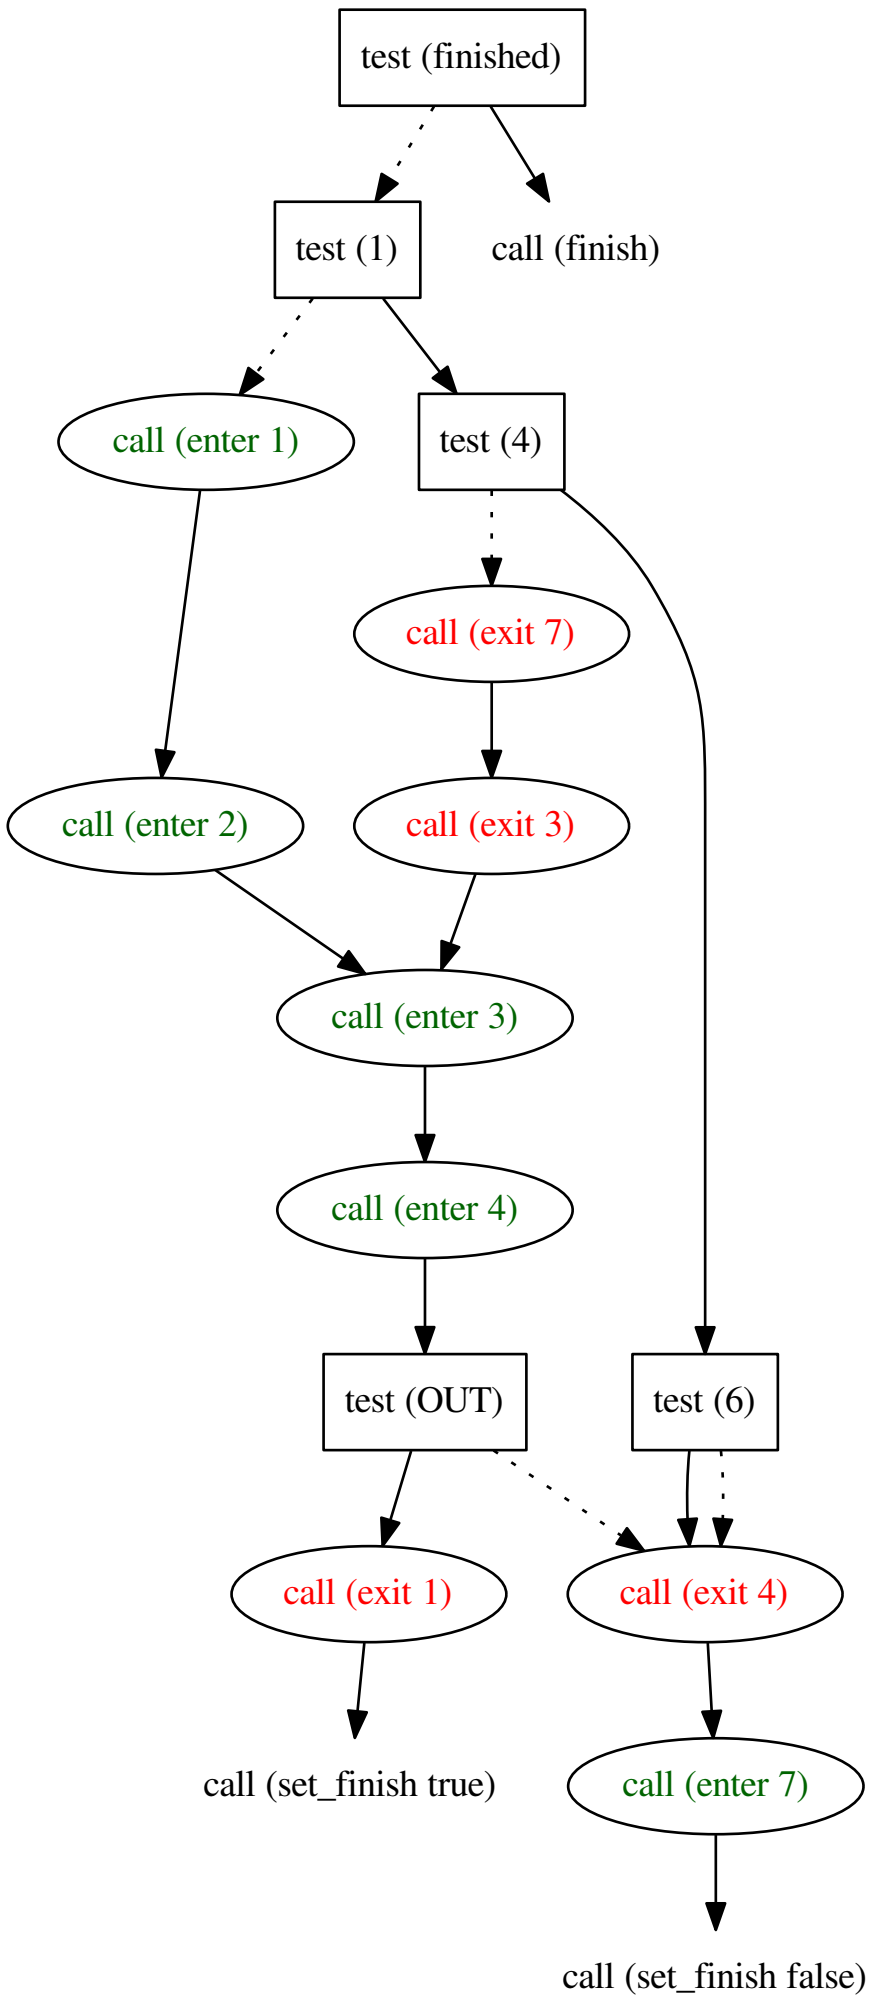 test (finished)
test (1)
call (finish)
call (enter 1)
test (4)
call (exit 7)
call (enter 2)
call (exit 3)
call (enter 3)
call (enter 4)
test (OUT)
test (6)
call (exit 1)
call (exit 4)
call (set_finish true)
call (enter 7)
call (set_finish false)